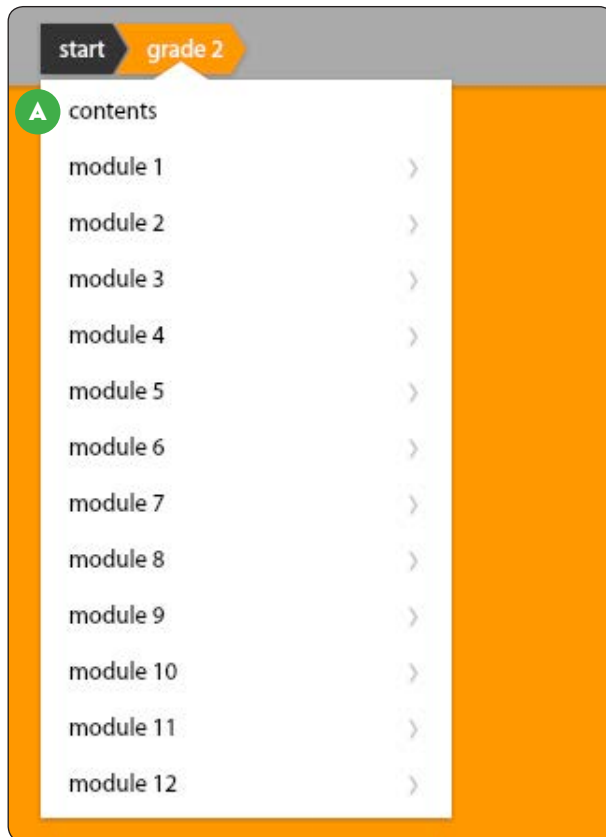 start grade 2
A contents
module 1
module 2
module 3
module 4
module 5
module 6
module 7
module 8
module 9
module 10
module 11
module 12